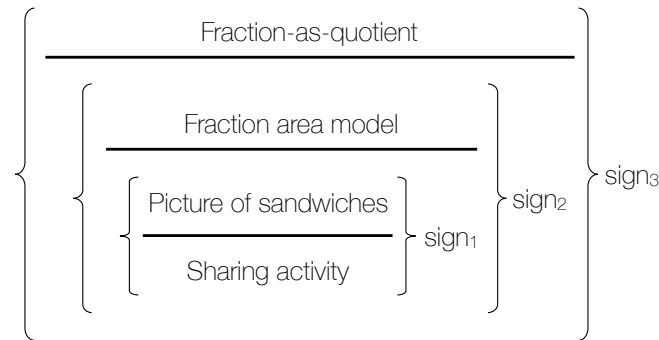 Fraction-as-quotient
Fraction area model
Picture of sandwiches
Sharing activity
sign₁
sign₂
sign₃